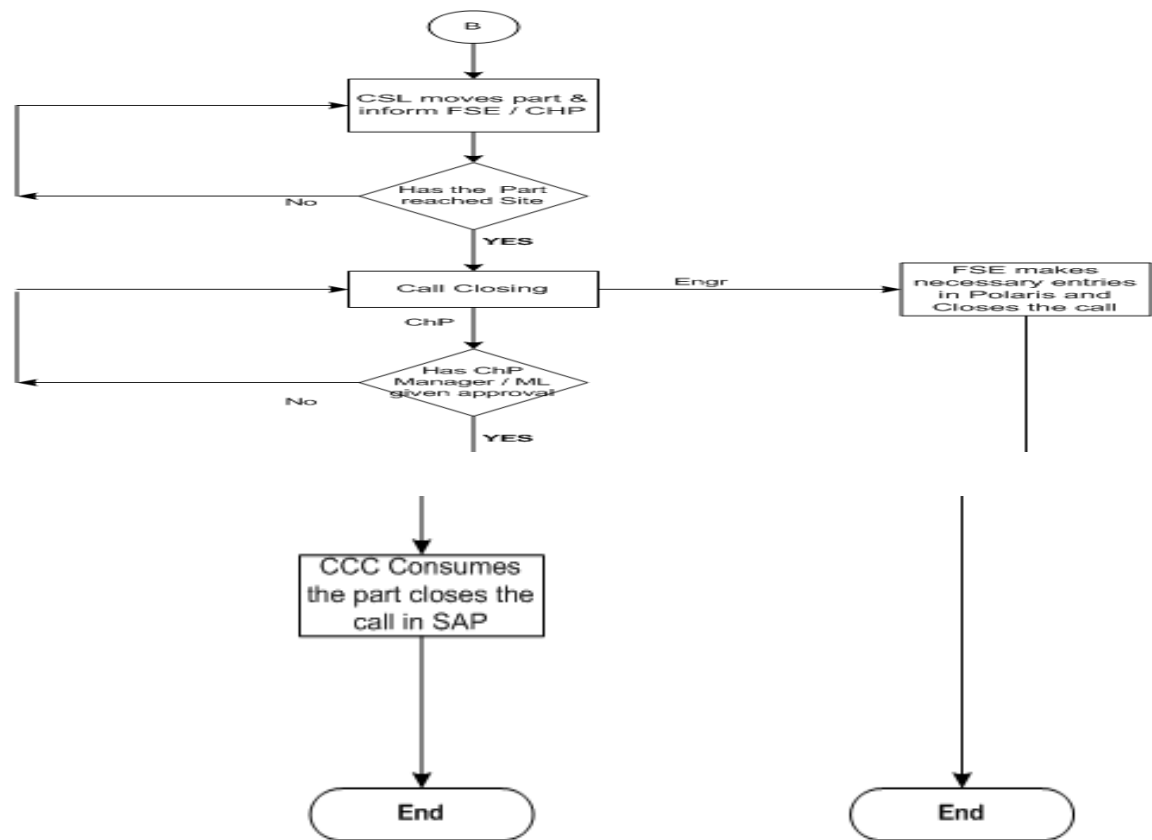 B
CSL moves part &
inform FSE / CHP
Has the Part
reached Site
No
YES
Call Closing
Engr
FSE makes
necessary entries
in Polaris and
Closes the call
ChP
Has ChP
Manager / ML
given approval
No
YES
CCC Consumes
the part closes the
call in SAP
End
End